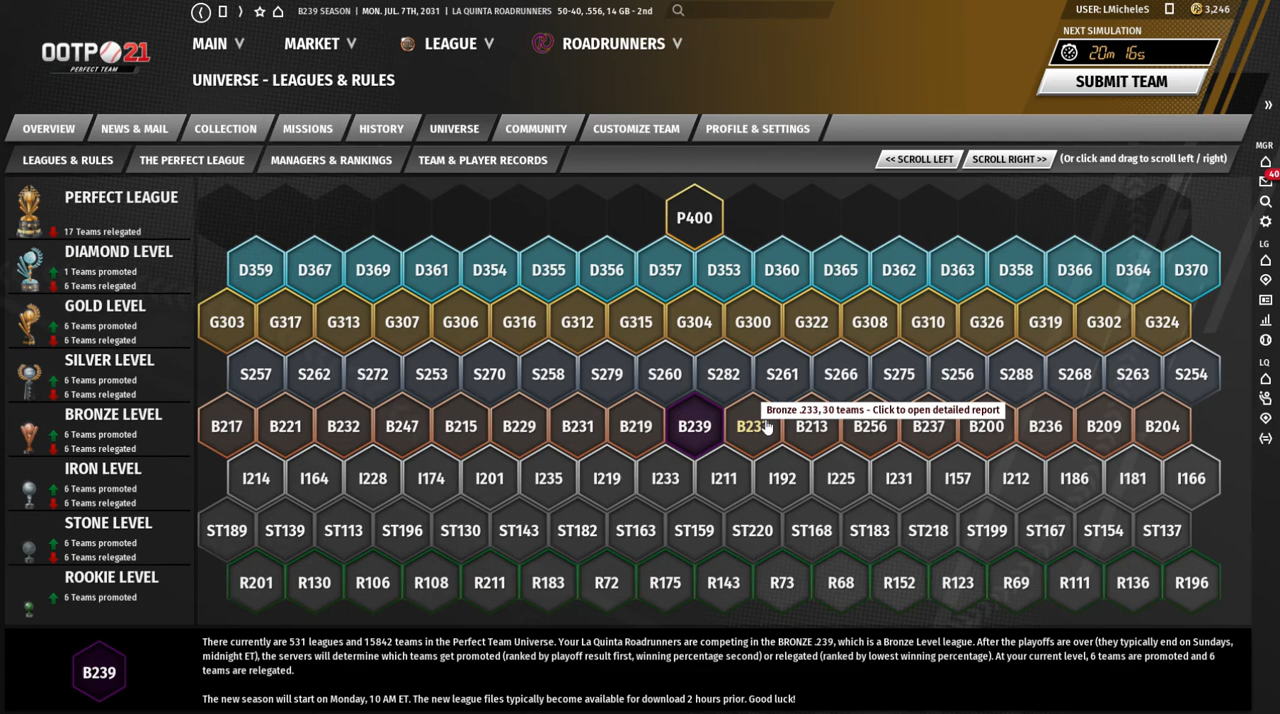 B239 SEASON | MON. JUL. 7TH, 2031 | LA QUINTA ROADRUNNERS 50-40, .556, 14 GB - 2nd
USER: LMicheleS 3,246
OOTP 21
PERFECT TEAM
MAIN MARKET LEAGUE ROADRUNNERS
NEXT SIMULATION
20m 16s
SUBMIT TEAM
UNIVERSE - LEAGUES & RULES
OVERVIEW NEWS & MAIL COLLECTION MISSIONS HISTORY UNIVERSE COMMUNITY CUSTOMIZE TEAM PROFILE & SETTINGS
LEAGUES & RULES THE PERFECT LEAGUE MANAGERS & RANKINGS TEAM & PLAYER RECORDS << SCROLL LEFT SCROLL RIGHT >> (Or click and drag to scroll left / right)
MGR
40
LG
LQ
PERFECT LEAGUE
17 Teams relegated
DIAMOND LEVEL
1 Teams promoted
6 Teams relegated
GOLD LEVEL
6 Teams promoted
6 Teams relegated
SILVER LEVEL
6 Teams promoted
6 Teams relegated
BRONZE LEVEL
6 Teams promoted
6 Teams relegated
IRON LEVEL
6 Teams promoted
6 Teams relegated
STONE LEVEL
6 Teams promoted
6 Teams relegated
ROOKIE LEVEL
6 Teams promoted
P400
D359 D367 D369 D361 D354 D355 D356 D357 D353 D360 D365 D362 D363 D358 D366 D364 D370
G303 G317 G313 G307 G306 G316 G312 G315 G304 G300 G322 G308 G310 G326 G319 G302 G324
S257 S262 S272 S253 S270 S258 S279 S260 S282 S261 S266 S275 S256 S288 S268 S263 S254
Bronze .233, 30 teams - Click to open detailed report
B217 B221 B232 B247 B215 B229 B231 B219 B239 B233 B213 B256 B237 B200 B236 B209 B204
I214 I164 I228 I174 I201 I235 I219 I233 I211 I192 I225 I231 I157 I212 I186 I181 I166
ST189 ST139 ST113 ST196 ST130 ST143 ST182 ST163 ST159 ST220 ST168 ST183 ST218 ST199 ST167 ST154 ST137
R201 R130 R106 R108 R211 R183 R72 R175 R143 R73 R68 R152 R123 R69 R111 R136 R196
B239
There currently are 531 leagues and 15842 teams in the Perfect Team Universe. Your La Quinta Roadrunners are competing in the BRONZE .239, which is a Bronze Level league. After the playoffs are over (they typically end on Sundays,
midnight ET), the servers will determine which teams get promoted (ranked by playoff result first, winning percentage second) or relegated (ranked by lowest winning percentage). At your current level, 6 teams are promoted and 6
teams are relegated.
The new season will start on Monday, 10 AM ET. The new league files typically become available for download 2 hours prior. Good luck!